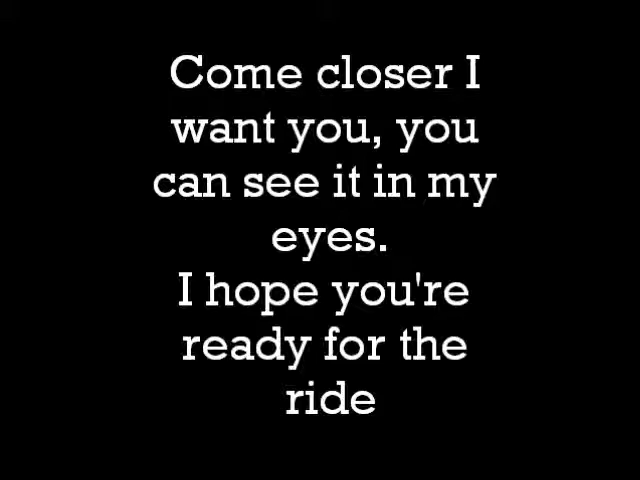 Come closer I
want you, you
can see it in my
eyes.
I hope you're
ready for the
ride